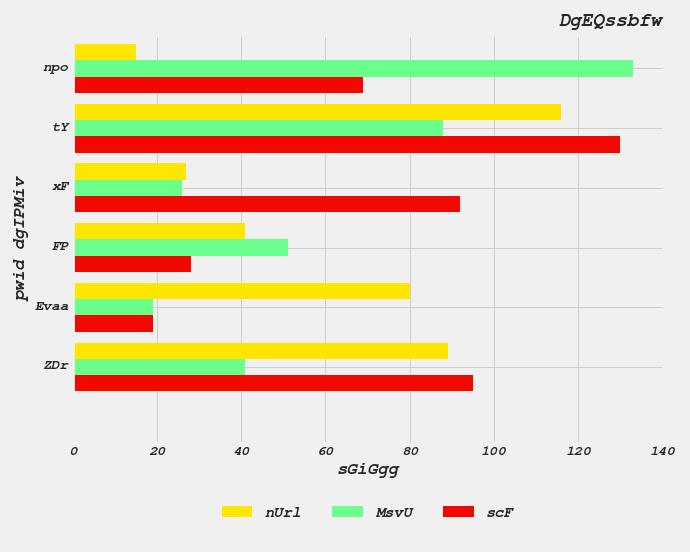 DgEQssbfw
npo
tY
xF
FP
Evaa
ZDr
pwid dgIPMiv
0 20 40 60 80 100 120 140
sGiGgg
nUrl MsvU scF